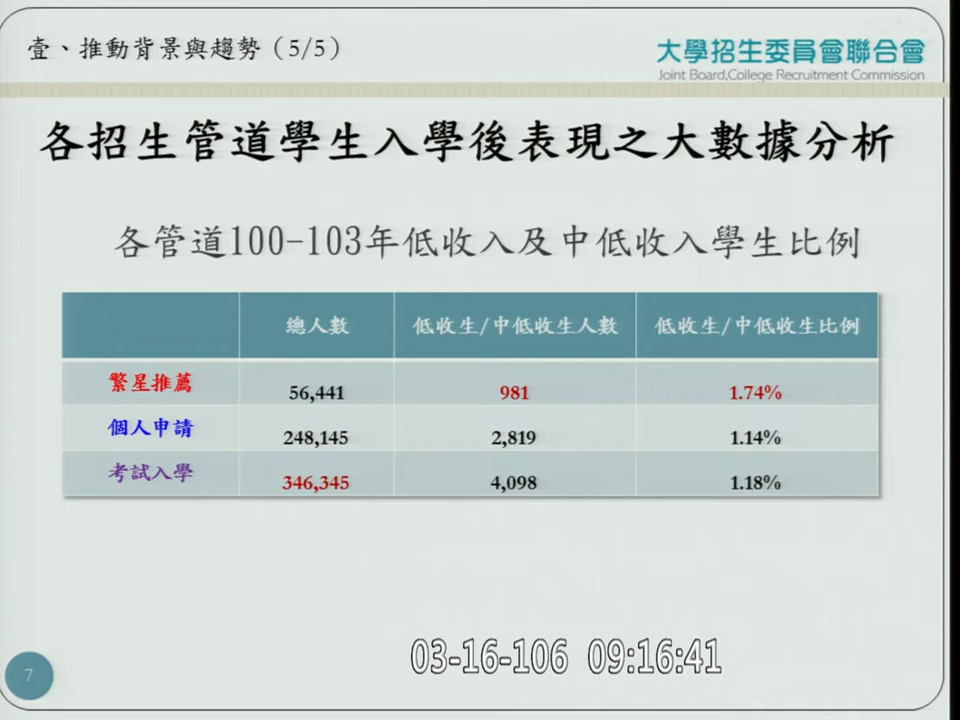 壹、推動背景與趨勢（5/5）
大學招生委員會聯合會
Joint Board,College Recruitment Commission
各招生管道學生入學後表現之大數據分析
各管道100-103年低收入及中低收入學生比例
總人數 低收生/中低收生人數 低收生/中低收生比例
繁星推薦 56,441 981 1.74%
個人申請 248,145 2,819 1.14%
考試入學 346,345 4,098 1.18%
03-16-106 09:16:41
7